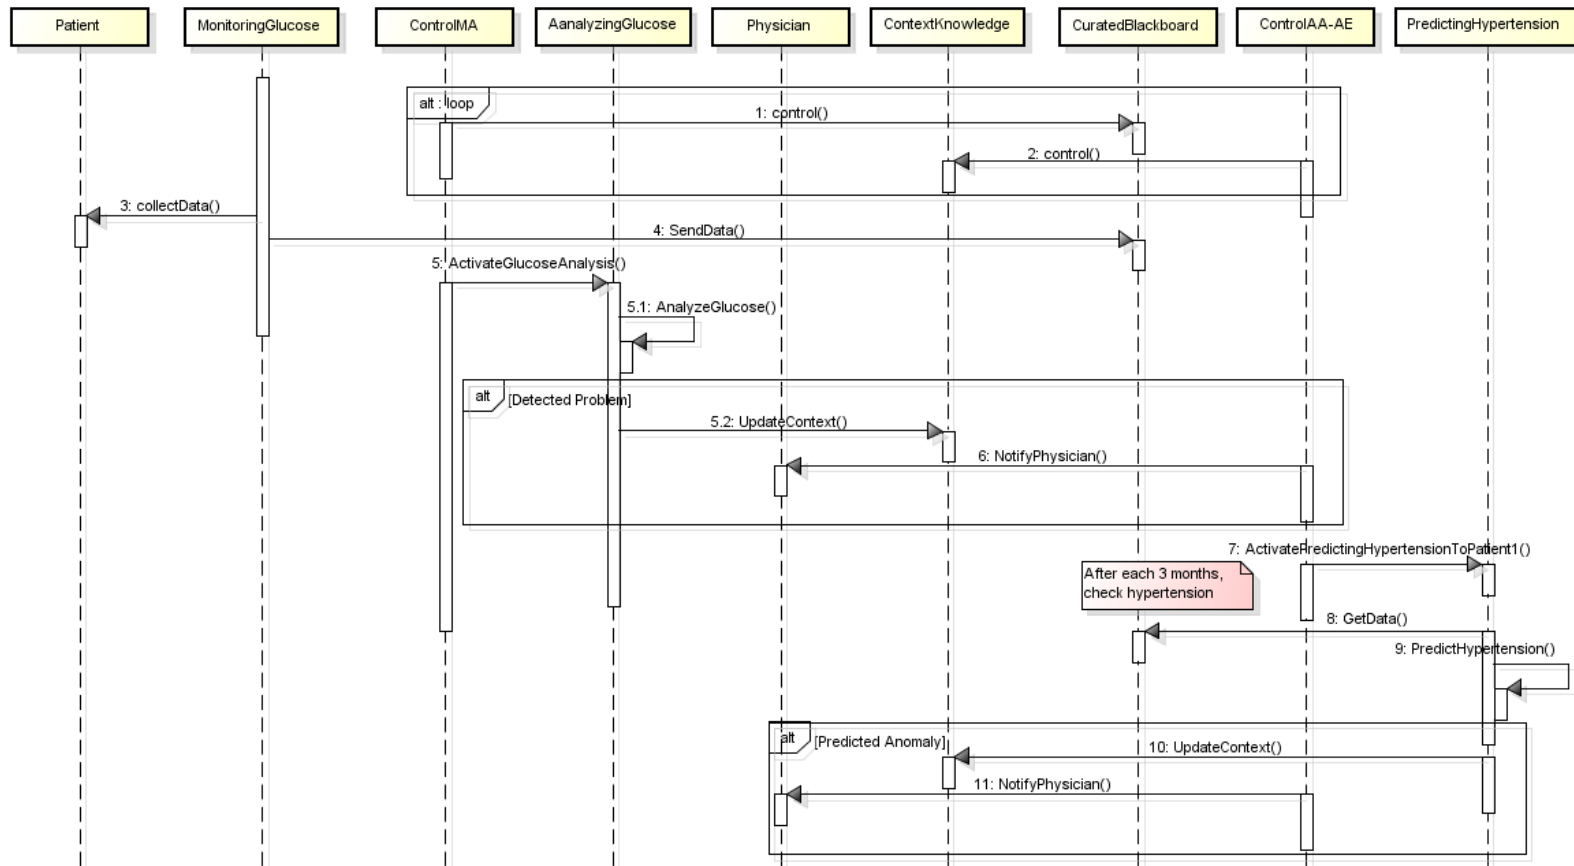 Patient
MonitoringGlucose
ControlMA
AanalyzingGlucose
Physician
ContextKnowledge
CuratedBlackboard
ControlAA-AE
PredictingHypertension
alt : loop
1: control()
2: control()
3: collectData()
4: SendData()
5: ActivateGlucoseAnalysis()
5.1: AnalyzeGlucose()
alt
[Detected Problem]
5.2: UpdateContext()
6: NotifyPhysician()
7: ActivatePredictingHypertensionToPatient1()
After each 3 months,
check hypertension
8: GetData()
9: PredictHypertension()
alt
[Predicted Anomaly]
10: UpdateContext()
11: NotifyPhysician()